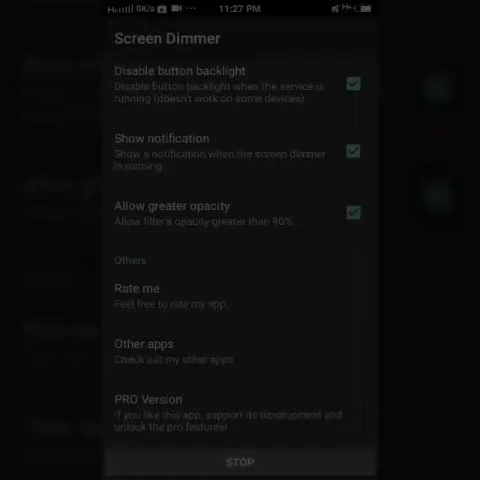 0K/s 11:27 PM
Screen Dimmer
Disable button backlight
Disable button backlight when the service is
running (doesn't work on some devices)
Show notification
Show a notification when the screen dimmer
is running.
Allow greater opacity
Allow filter's opacity greater than 90%
Others
Rate me
Feel free to rate my app.
Other apps
Check out my other apps
PRO Version
If you like this app, support its development and
unlock the pro features!
STOP